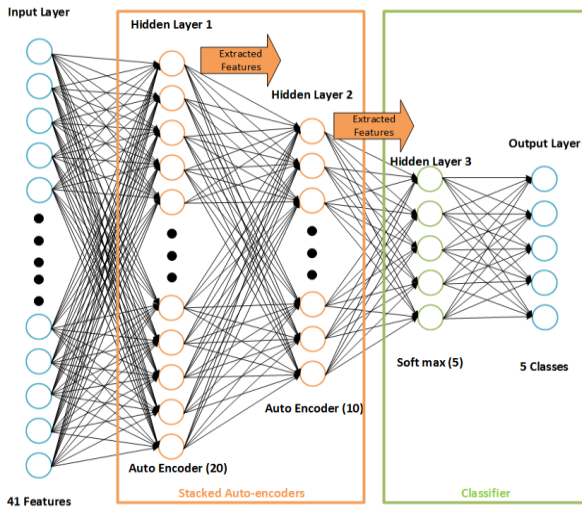 Input Layer
Hidden Layer 1
Extracted
Features
Hidden Layer 2
Extracted
Features
Output Layer
Hidden Layer 3
Soft max (5)
5 Classes
Auto Encoder (10)
Auto Encoder (20)
41 Features
Stacked Auto-encoders
Classifier